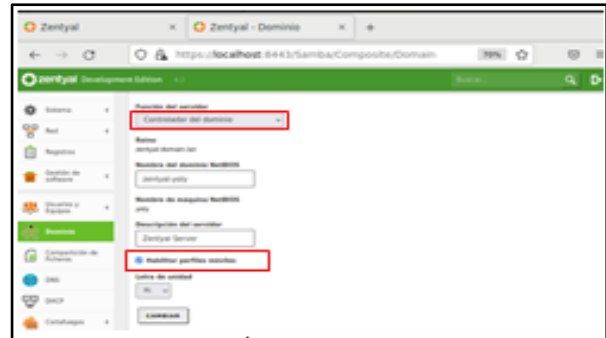 Zentyal
Zentyal - Dominio
https://localhost:8443/Samba/Composite/Domain
70%
zentyal Development Edition
Buscar...
Sistema
Red
Registros
Gestión de
software
Usuarios y
Equipos
Dominio
Compartición de
Ficheros
DNS
DHCP
Cortafuegos
Función del servidor
Controlador del dominio
Reino
zentyal-domain.lan
Nombre del dominio NetBIOS
Nombre de máquina NetBIOS
Descripción del servidor
Zentyal Server
Habilitar perfiles móviles
Letra de unidad
H:
CAMBIAR